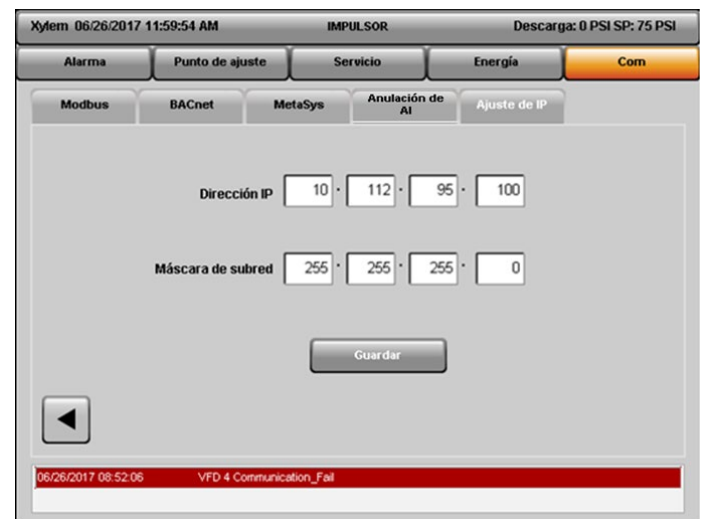 Xylem 06/26/2017 11:59:54 AM IMPULSOR Descarga: 0 PSI SP: 75 PSI
Alarma Punto de ajuste Servicio Energía Com
Modbus BACnet MetaSys Anulación de AI Ajuste de IP
Dirección IP 10 . 112 . 95 . 100
Máscara de subred 255 . 255 . 255 . 0
Guardar
06/26/2017 08:52:06 VFD 4 Communication_Fail